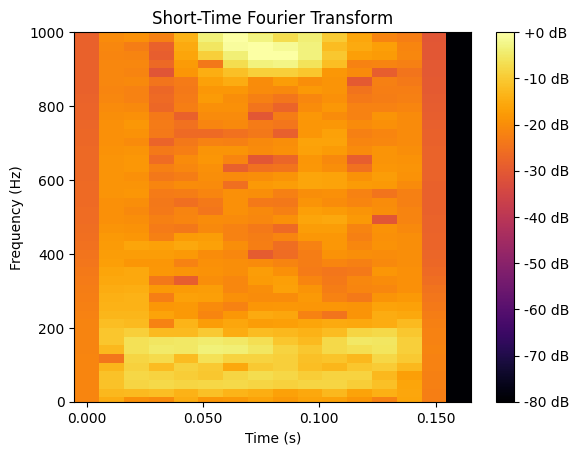 Short-Time Fourier Transform
1000
800
600
400
200
0
Frequency (Hz)
0.000
0.050
0.100
0.150
Time (s)
+0 dB
-10 dB
-20 dB
-30 dB
-40 dB
-50 dB
-60 dB
-70 dB
-80 dB